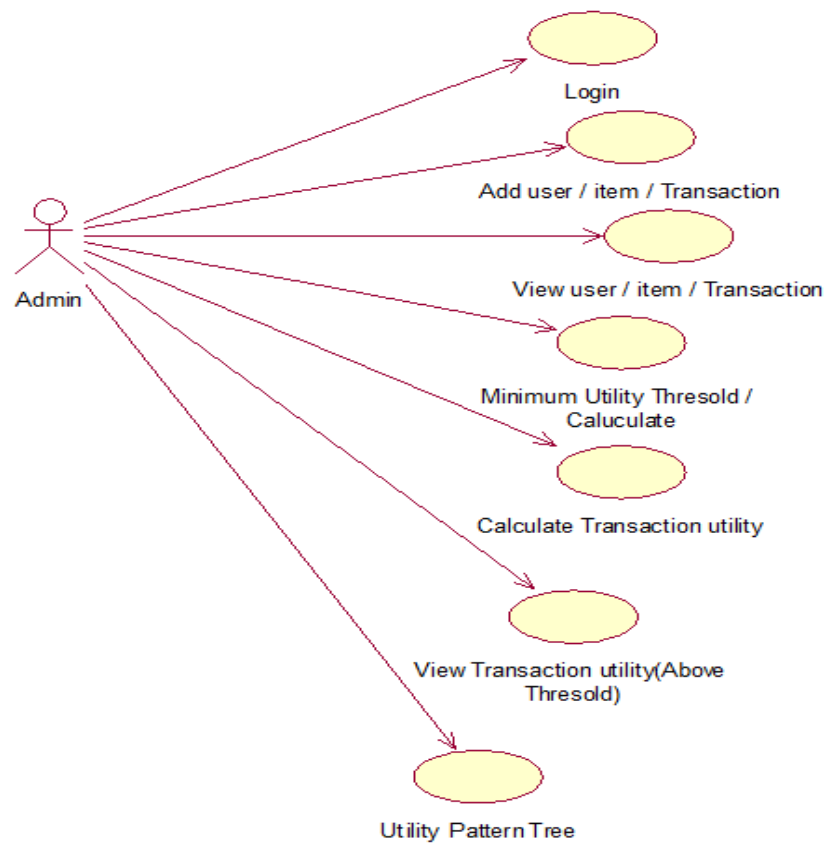 Login
Add user / item / Transaction
Admin
View user / item / Transaction
Minimum Utility Thresold /
Caluculate
Calculate Transaction utility
View Transaction utility(Above
Thresold)
Utility Pattern Tree